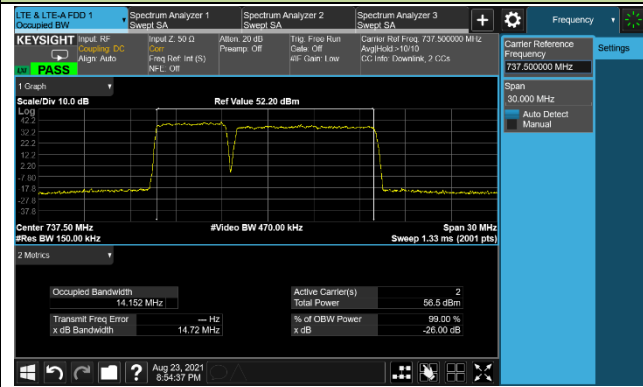 LTE & LTE-A FDD 1
Occupied BW
Spectrum Analyzer 1
Swept SA
Spectrum Analyzer 2
Swept SA
Spectrum Analyzer 3
Swept SA
+
Frequency
KEYSIGHT
Input: RF
Coupling: DC
Align: Auto
Input Z: 50 Ω
Corr
Freq Ref: Int (S)
NFE: Off
Atten: 20 dB
Preamp: Off
Trig: Free Run
Gate: Off
#IF Gain: Low
Carrier Ref Freq: 737.500000 MHz
Avg|Hold:>10/10
CC Info: Downlink, 2 CCs
PASS
Carrier Reference
Frequency
737.500000 MHz
Settings
Span
30.000 MHz
Auto Detect
Manual
1 Graph
Scale/Div 10.0 dB
Ref Value 52.20 dBm
Log
42.2
32.2
22.2
12.2
2.20
-7.80
-17.8
-27.8
-37.8
Center 737.50 MHz
#Video BW 470.00 kHz
Span 30 MHz
#Res BW 150.00 kHz
Sweep 1.33 ms (2001 pts)
2 Metrics
Occupied Bandwidth
14.152 MHz
Active Carrier(s)
2
Total Power
56.5 dBm
Transmit Freq Error
--- Hz
% of OBW Power
99.00 %
x dB Bandwidth
14.72 MHz
x dB
-26.00 dB
?
Aug 23, 2021
8:54:37 PM